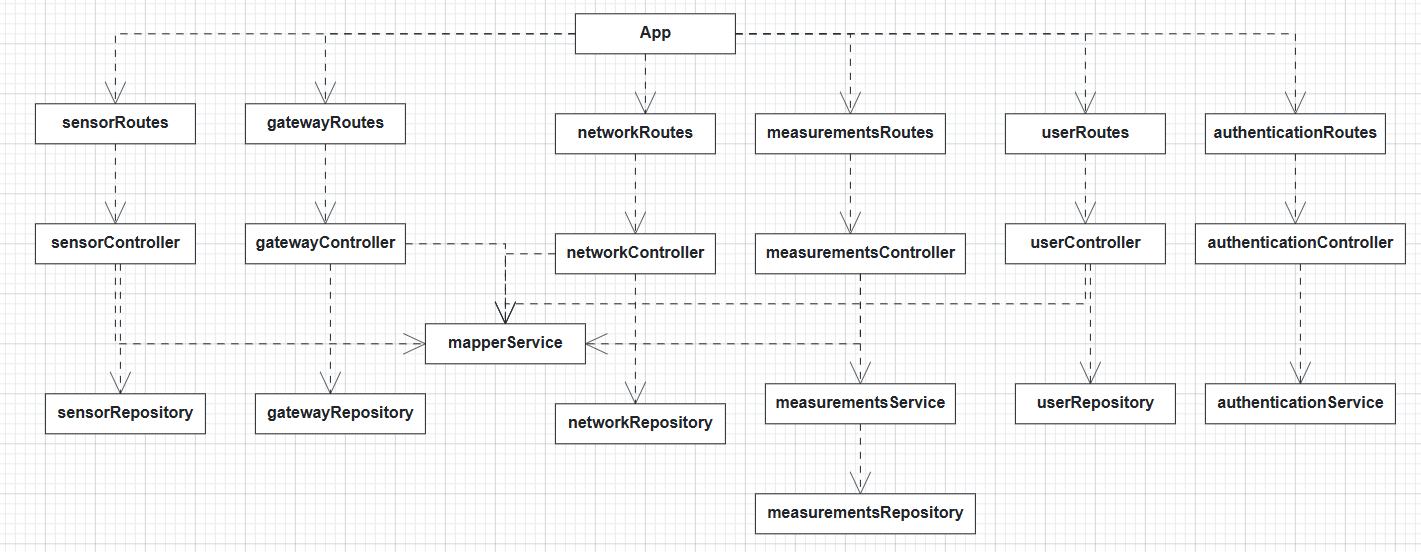 App
sensorRoutes
gatewayRoutes
networkRoutes
measurementsRoutes
userRoutes
authenticationRoutes
sensorController
gatewayController
networkController
measurementsController
userController
authenticationController
mapperService
sensorRepository
gatewayRepository
networkRepository
measurementsService
userRepository
authenticationService
measurementsRepository